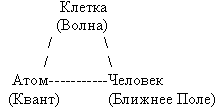 Клетка
(Волна)
Атом-----------Человек
(Квант) (Ближнее Поле)